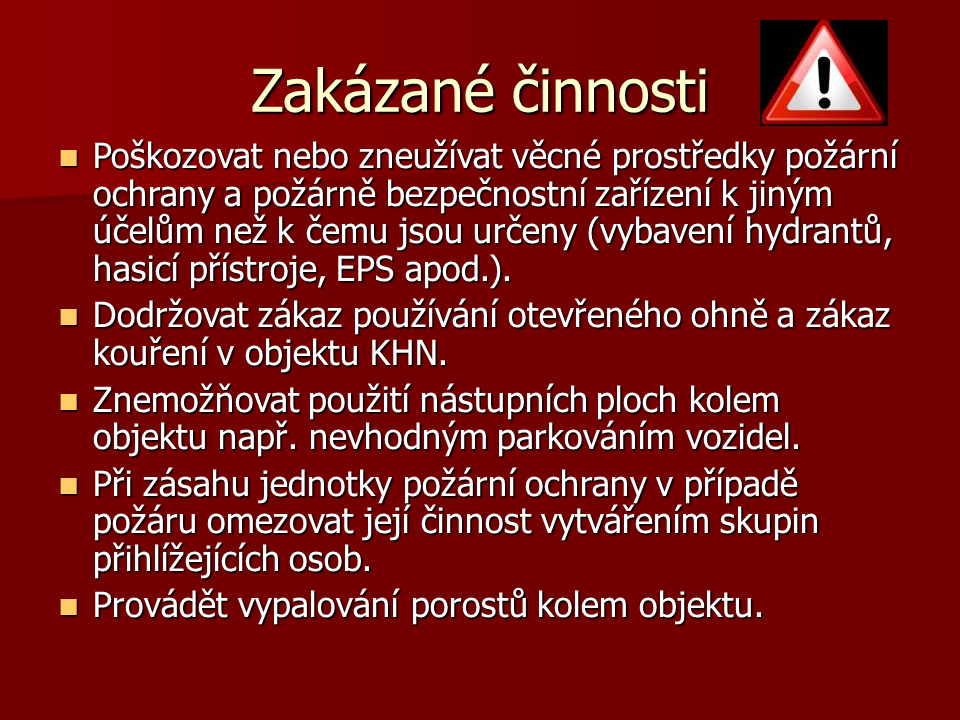 Zakázané činnosti
Poškozovat nebo zneužívat věcné prostředky požární
ochrany a požárně bezpečnostní zařízení k jiným
účelům než k čemu jsou určeny (vybavení hydrantů,
hasicí přístroje, EPS apod.).
Dodržovat zákaz používání otevřeného ohně a zákaz
kouření v objektu KHN.
Znemožňovat použití nástupních ploch kolem
objektu např. nevhodným parkováním vozidel.
Při zásahu jednotky požární ochrany v případě
požáru omezovat její činnost vytvářením skupin
přihlížejících osob.
Provádět vypalování porostů kolem objektu.